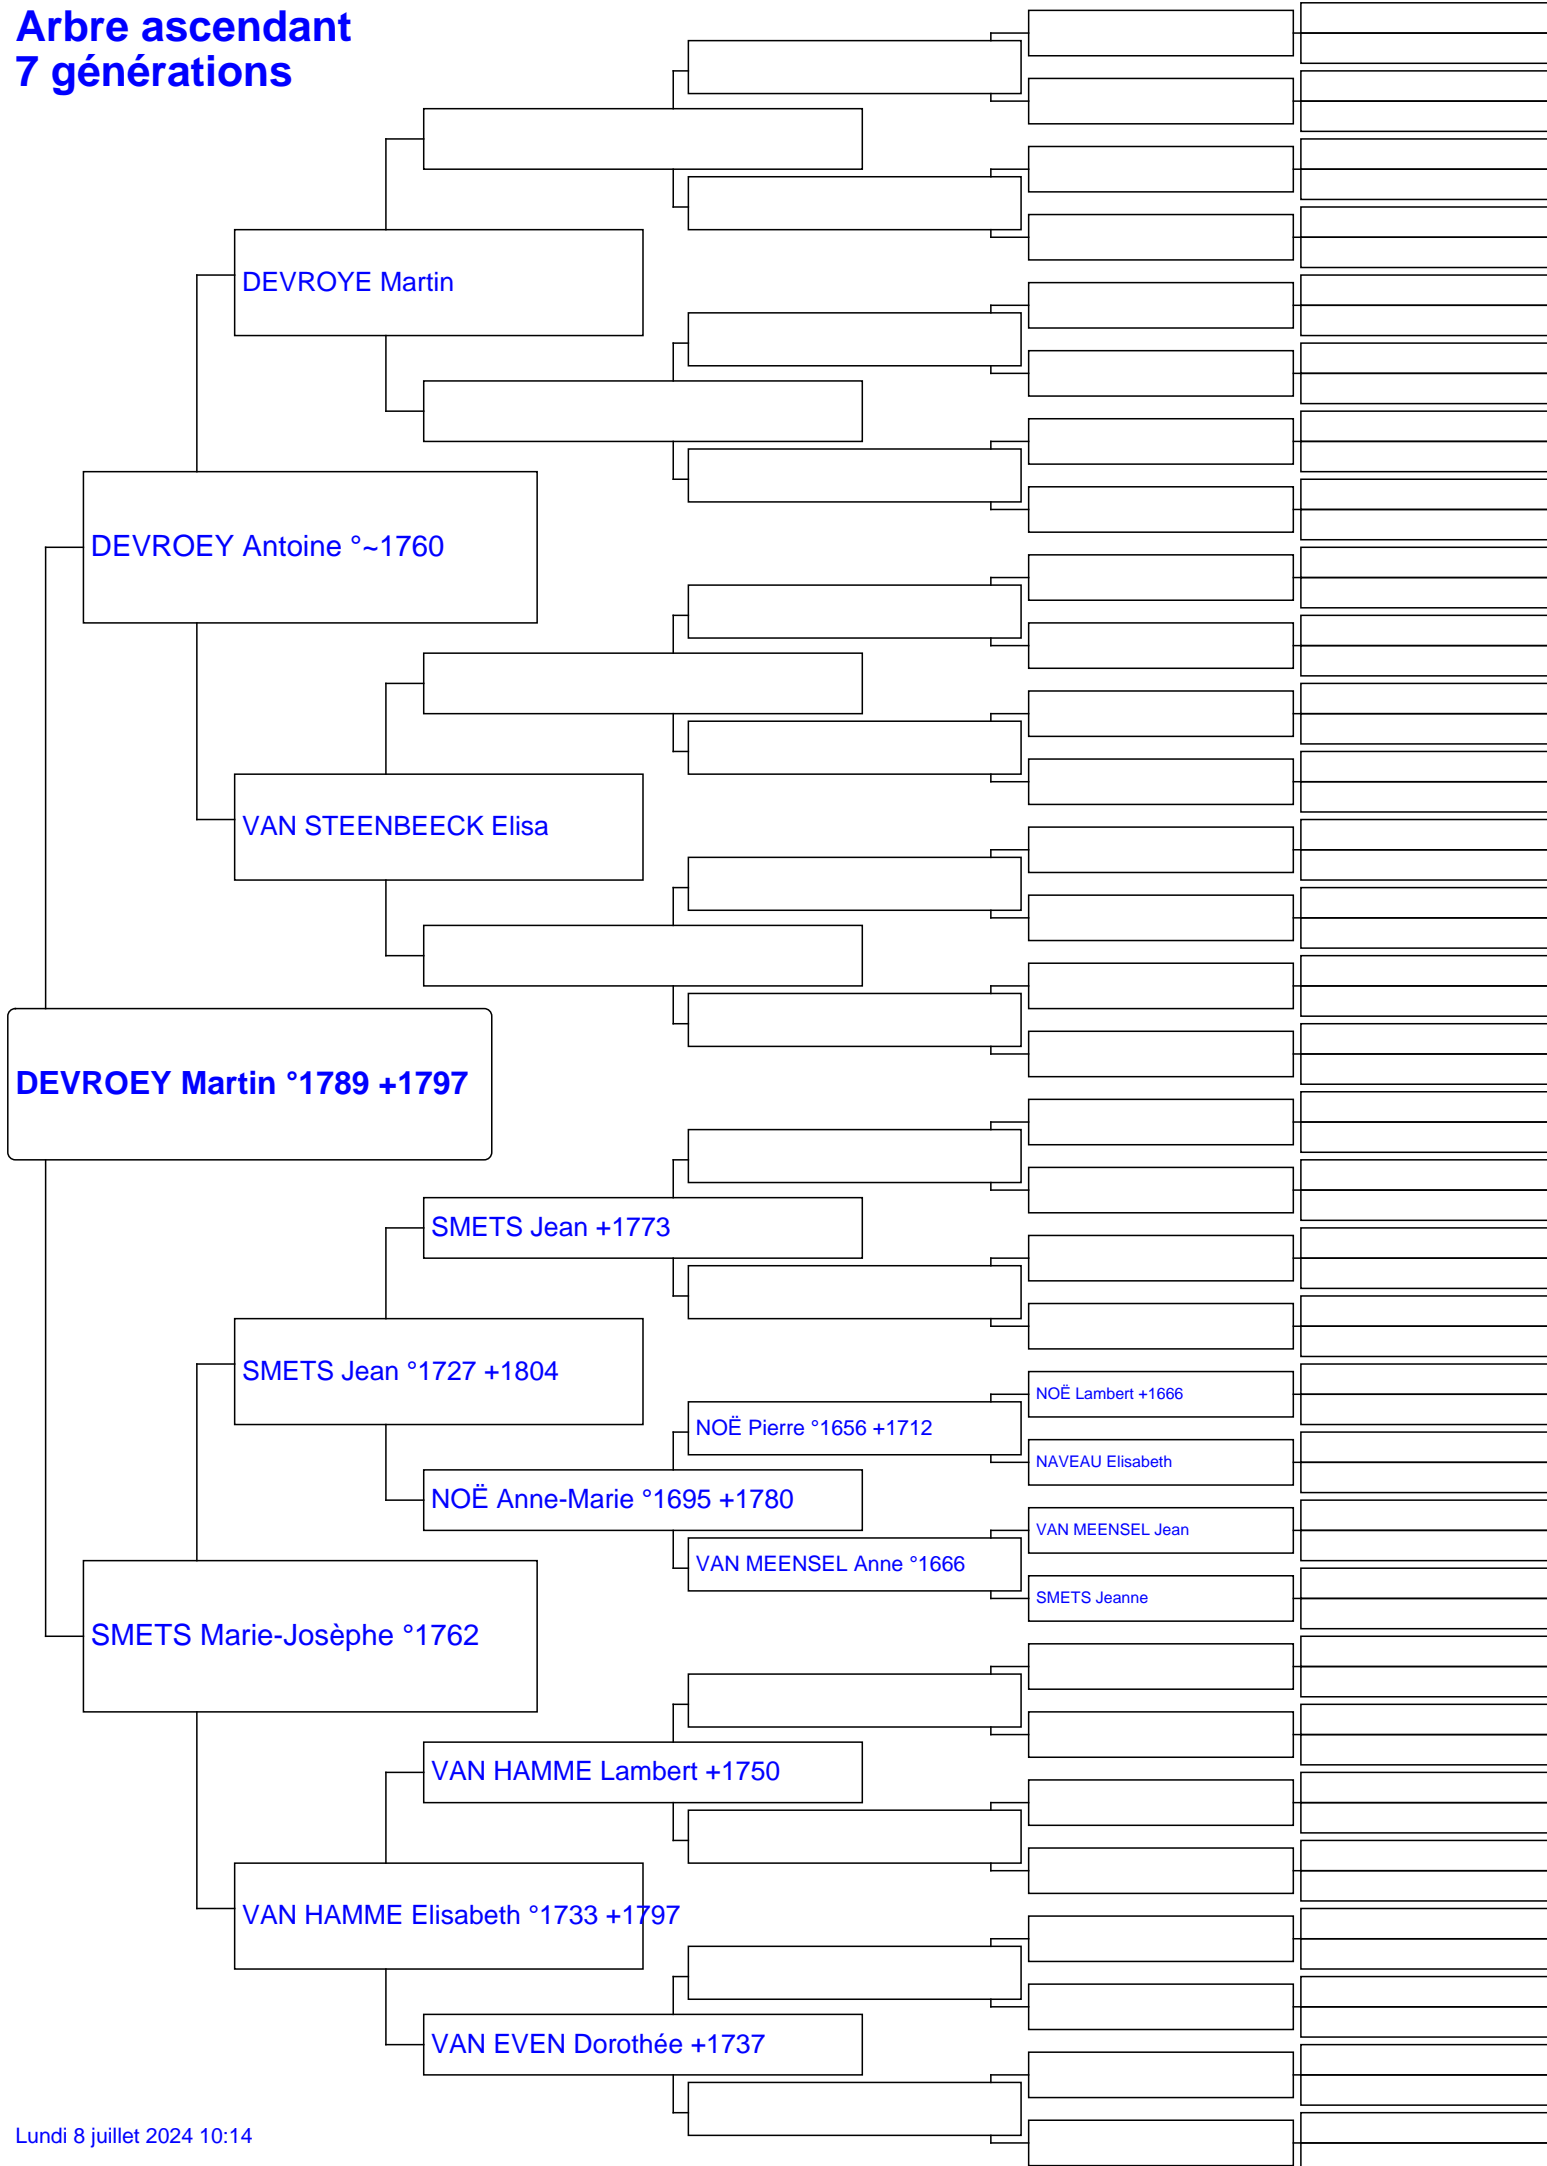 Arbre ascendant
7 générations
DEVROYE Martin
DEVROEY Antoine °~1760
VAN STEENBEECK Elisa
DEVROEY Martin °1789 +1797
SMETS Jean +1773
SMETS Jean °1727 +1804
NOË Lambert +1666
NOË Pierre °1656 +1712
NAVEAU Elisabeth
NOË Anne-Marie °1695 +1780
VAN MEENSEL Jean
VAN MEENSEL Anne °1666
SMETS Jeanne
SMETS Marie-Josèphe °1762
VAN HAMME Lambert +1750
VAN HAMME Elisabeth °1733 +1797
VAN EVEN Dorothée +1737
Lundi 8 juillet 2024 10:14